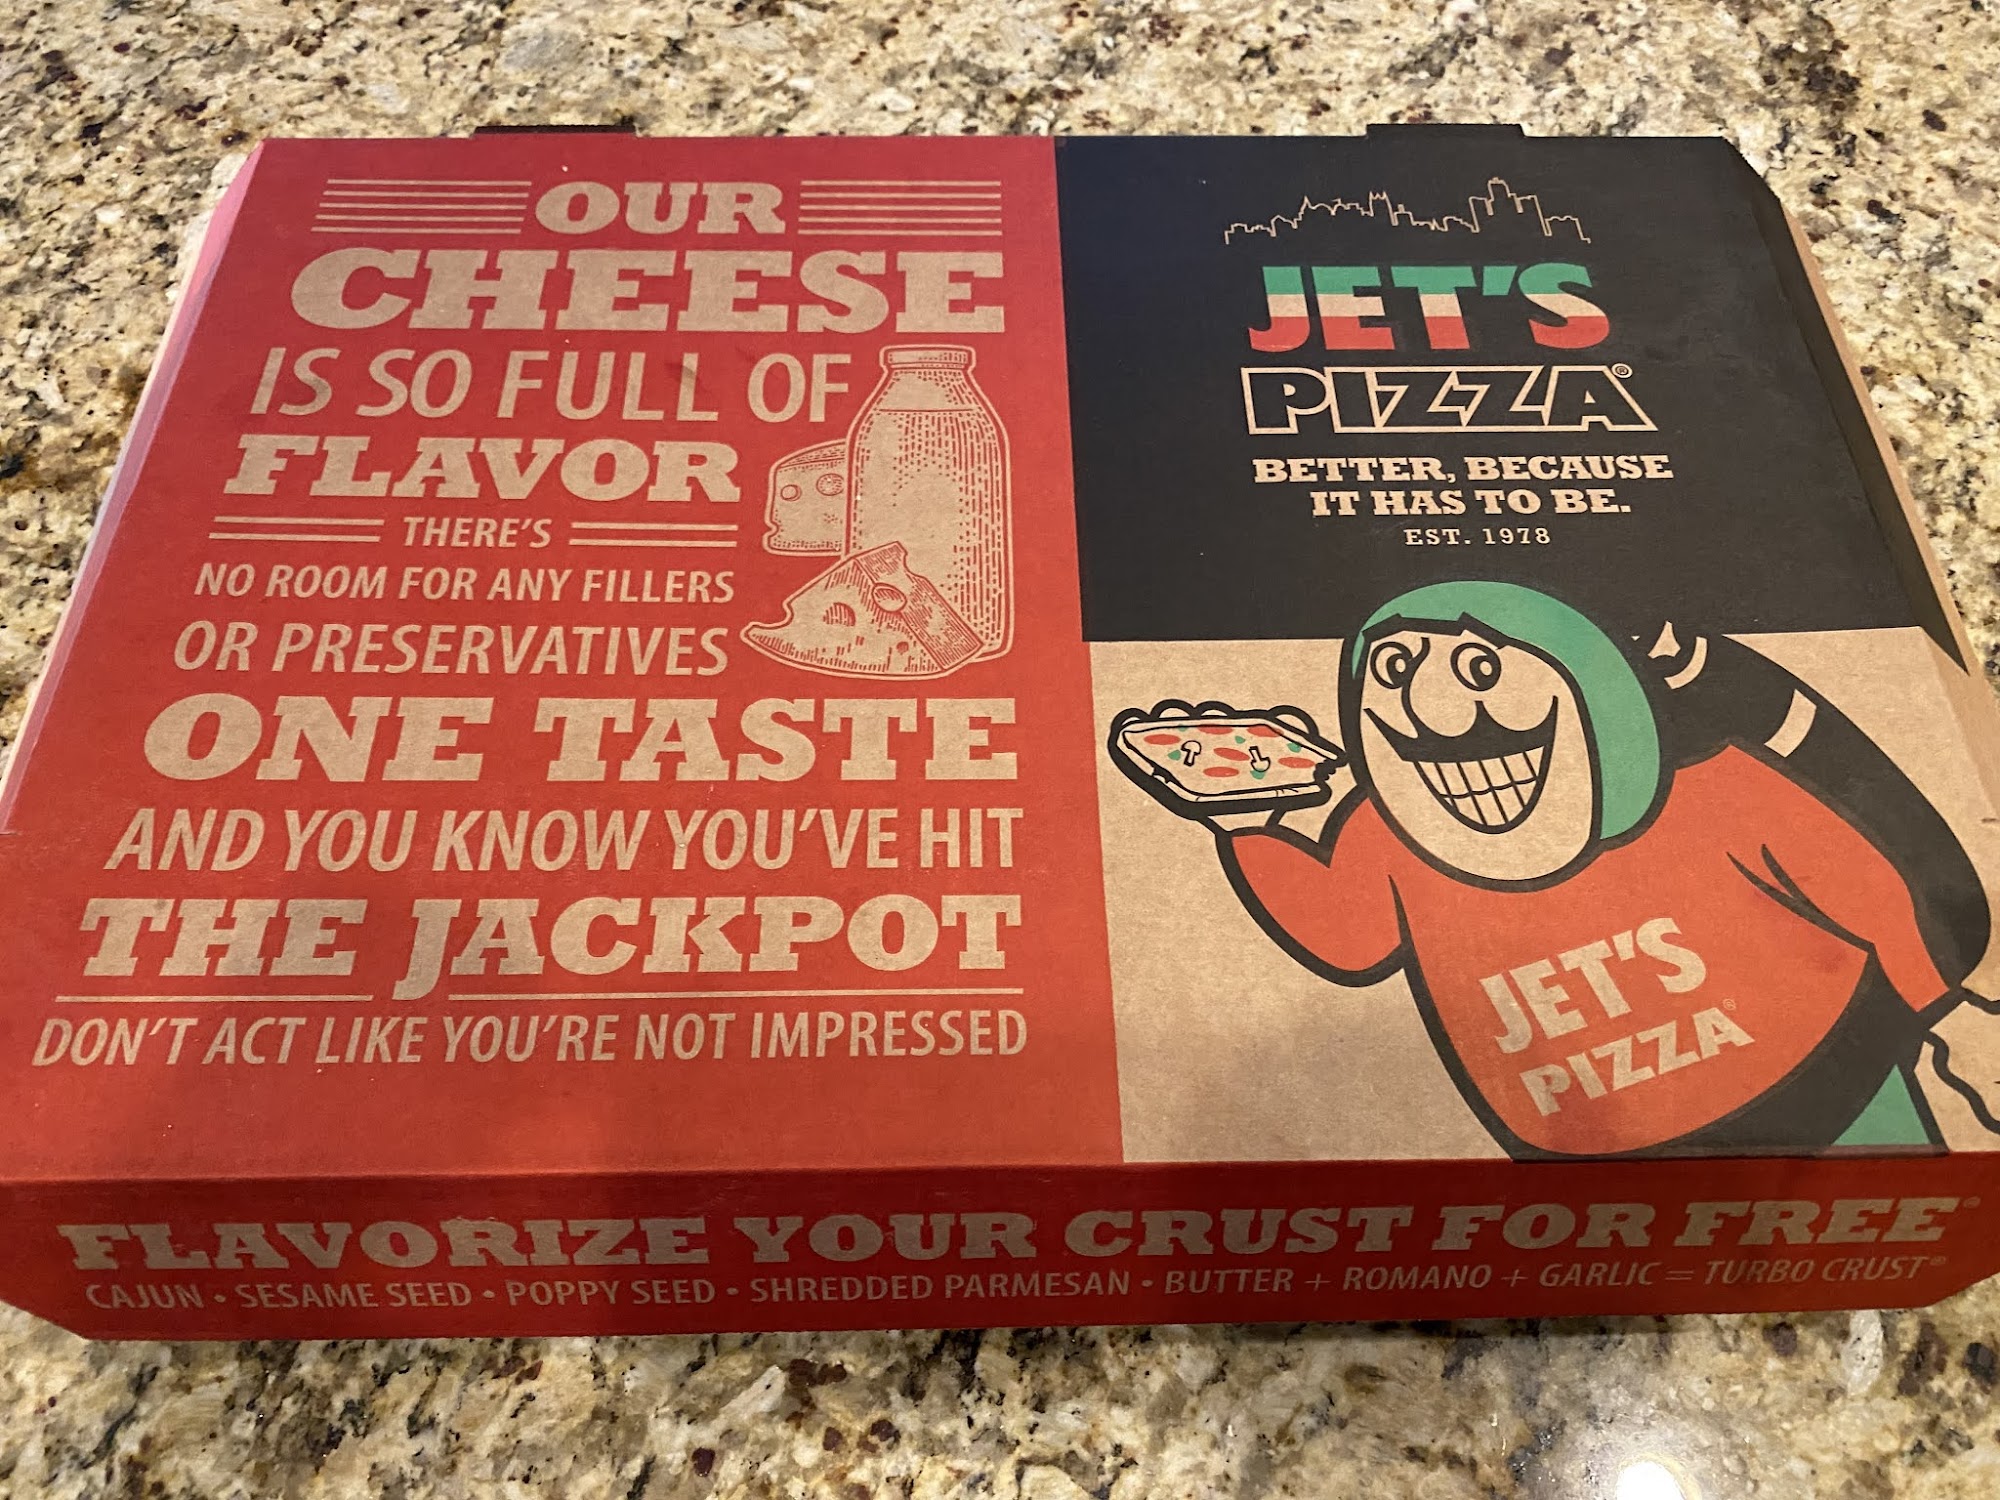 OUR
CHEESE
IS SO FULL OF
FLAVOR
THERE'S
NO ROOM FOR ANY FILLERS
OR PRESERVATIVES
ONE TASTE
AND YOU KNOW YOU'VE HIT
THE JACKPOT
DON'T ACT LIKE YOU'RE NOT IMPRESSED
JET'S
PIZZA®
BETTER, BECAUSE
IT HAS TO BE.
EST. 1978
JET'S
PIZZA®
FLAVORIZE YOUR CRUST FOR FREE®
CAJUN • SESAME SEED • POPPY SEED • SHREDDED PARMESAN • BUTTER + ROMANO + GARLIC = TURBO CRUST®